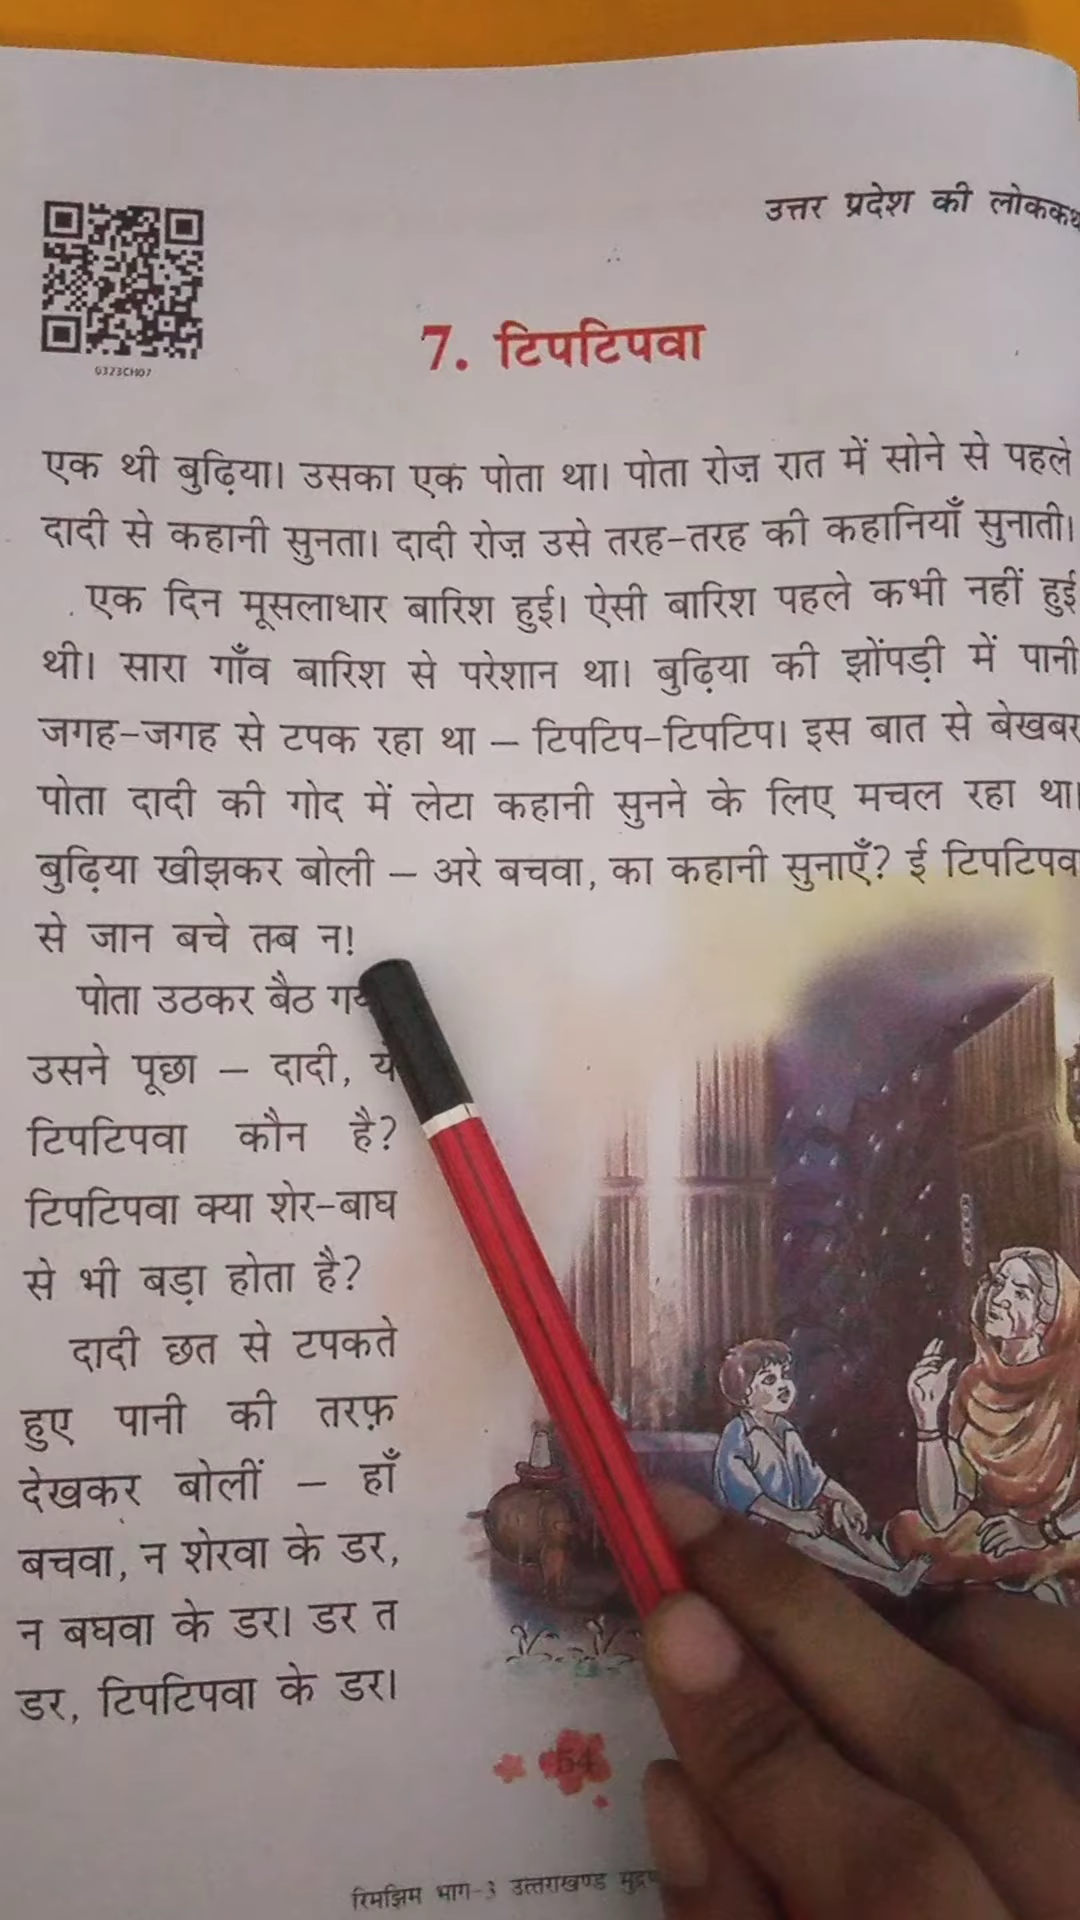 उत्तर प्रदेश की
0323CH07
7. टिपटिपवा
एक थी बुढ़िया। उसका एक पोता था। पोता रोज़ रात में सोने से पहले
दादी से कहानी सुनता। दादी रोज़ उसे तरह-तरह की कहानियाँ सुनाती।
एक दिन मूसलाधार बारिश हुई। ऐसी बारिश पहले कभी नहीं हुई
थी। सारा गाँव बारिश से परेशान था। बुढ़िया की झोंपड़ी में पानी
जगह-जगह से टपक रहा था – टिपटिप-टिपटिप। इस बात से बेखबर
पोता दादी की गोद में लेटा कहानी सुनने के लिए मचल रहा था।
बुढ़िया खीझकर बोली – अरे बचवा, का कहानी सुनाएँ? ई टिपटिपव
से जान बचे तब न!
पोता उठकर बैठ
उसने पूछा – दादी,
टिपटिपवा कौन है?
टिपटिपवा क्या शेर-बाघ
से भी बड़ा होता है?
दादी छत से टपकते
हुए पानी की तरफ़
देखकर बोलीं – हाँ
बचवा, न शेरवा के डर,
न बघवा के डर। डर त
डर, टिपटिपवा के डर।
54
रिमझिम भाग-3 उत्तराखण्ड